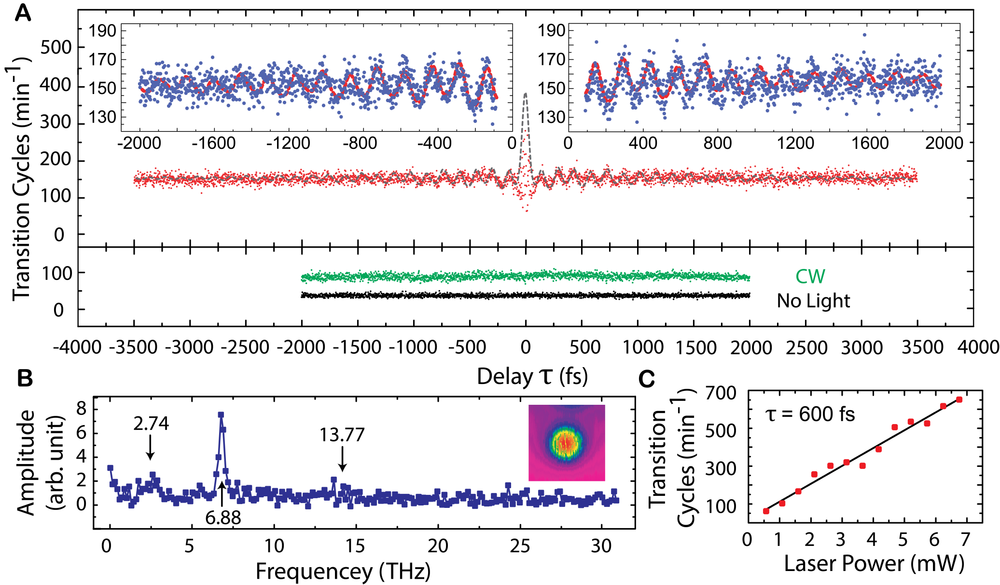 A
Transition Cycles (min-1)
500
400
300
200
100
0
190
170
150
130
-2000 -1600 -1200 -800 -400 0
190
170
150
130
0 400 800 1200 1600 2000
100
0
CW
No Light
-4000 -3500 -3000 -2500 -2000 -1500 -1000 -500 0 500 1000 1500 2000 2500 3000 3500 4000
Delay τ (fs)
B
Amplitude
(arb. unit)
8
6
4
2
0
2.74
6.88
13.77
0 5 10 15 20 25 30
Frequencey (THz)
C
Transition
Cycles (min-1)
700
500
300
100
τ = 600 fs
0 1 2 3 4 5 6 7
Laser Power (mW)